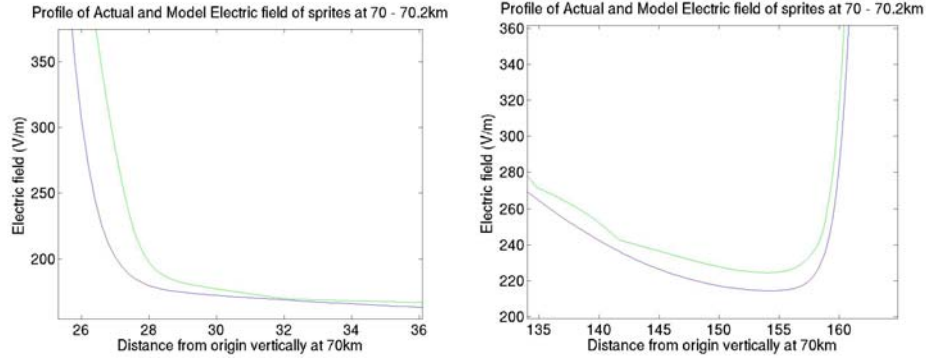 Profile of Actual and Model Electric field of sprites at 70 - 70.2km
350
300
250
200
Electric field (V/m)
26 28 30 32 34 36
Distance from origin vertically at 70km
Profile of Actual and Model Electric field of sprites at 70 - 70.2km
360
340
320
300
280
260
240
220
200
Electric field (V/m)
135 140 145 150 155 160
Distance from origin vertically at 70km